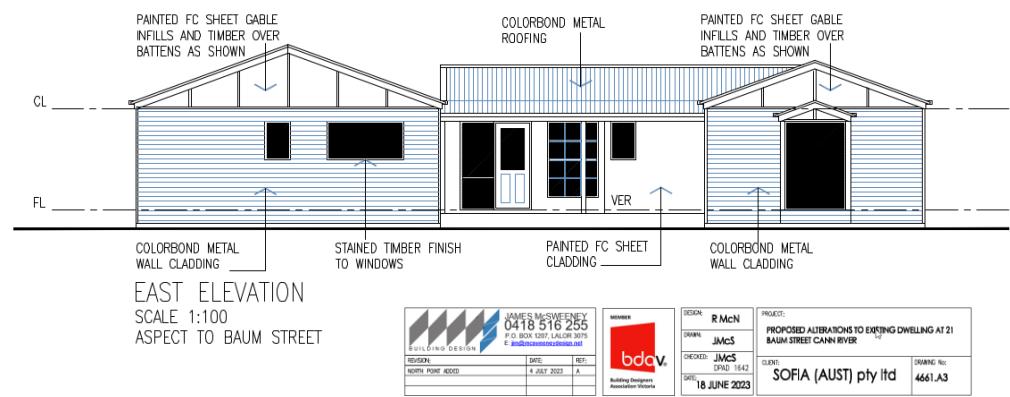 PAINTED FC SHEET GABLE
INFILLS AND TIMBER OVER
BATTENS AS SHOWN
COLORBOND METAL
ROOFING
PAINTED FC SHEET GABLE
INFILLS AND TIMBER OVER
BATTENS AS SHOWN
CL
FL
VER
COLORBOND METAL
WALL CLADDING
STAINED TIMBER FINISH
TO WINDOWS
PAINTED FC SHEET
CLADDING
COLORBOND METAL
WALL CLADDING
EAST ELEVATION
SCALE 1:100
ASPECT TO BAUM STREET
BUILDING DESIGN
JAMES McSWEENEY
0418 516 255
P.O. BOX 1207, LALOR 3075
E: jim@mcsweeneydesign.net
REVISION: DATE: REF:
NORTH POINT ADDED 4 JULY 2023 A
MEMBER
bdav.
Building Designers
Association Victoria
DESIGN: R McN
DRAWN: JMcS
CHECKED: JMcS
DPAD 1642
DATE: 18 JUNE 2023
PROJECT:
PROPOSED ALTERATIONS TO EXISTING DWELLING AT 21
BAUM STREET CANN RIVER
CLIENT:
SOFIA (AUST) pty ltd
DRAWING No:
4661.A3